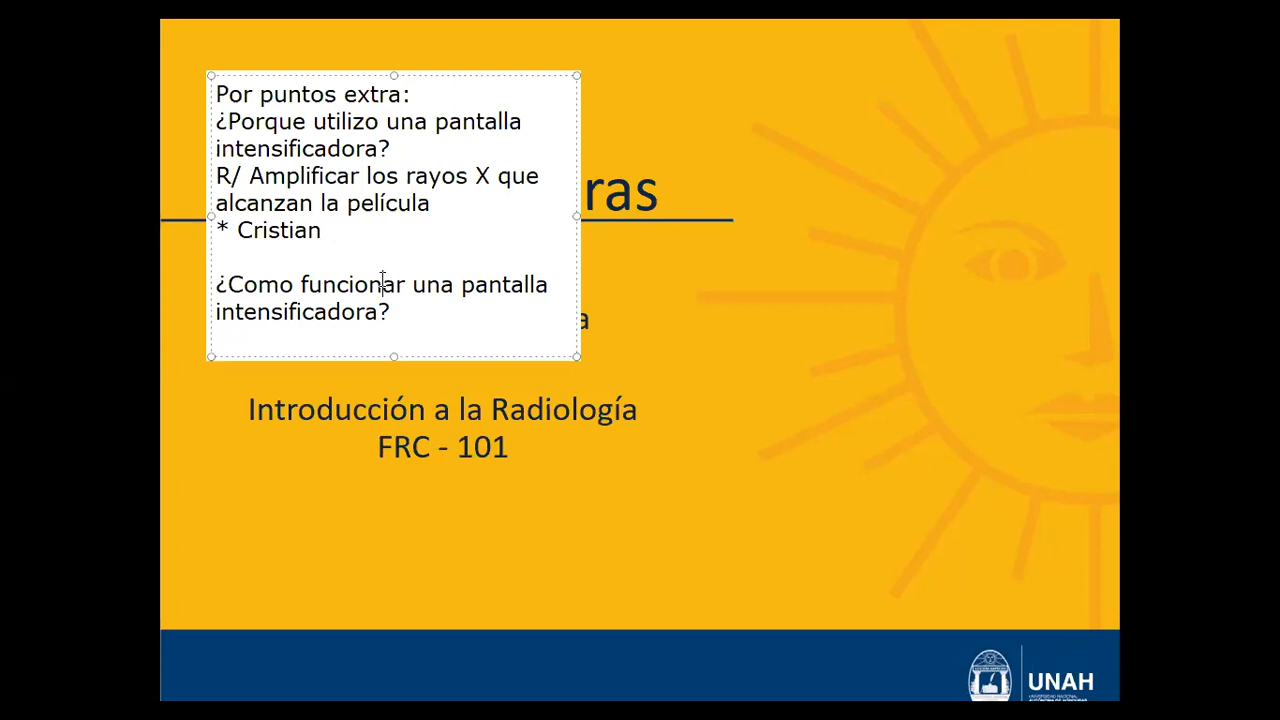 Por puntos extra:
¿Porque utilizo una pantalla
intensificadora?
R/ Amplificar los rayos X que
alcanzan la película
* Cristian
¿Como funcionar una pantalla
intensificadora?
ras
a
Introducción a la Radiología
FRC - 101
UNAH